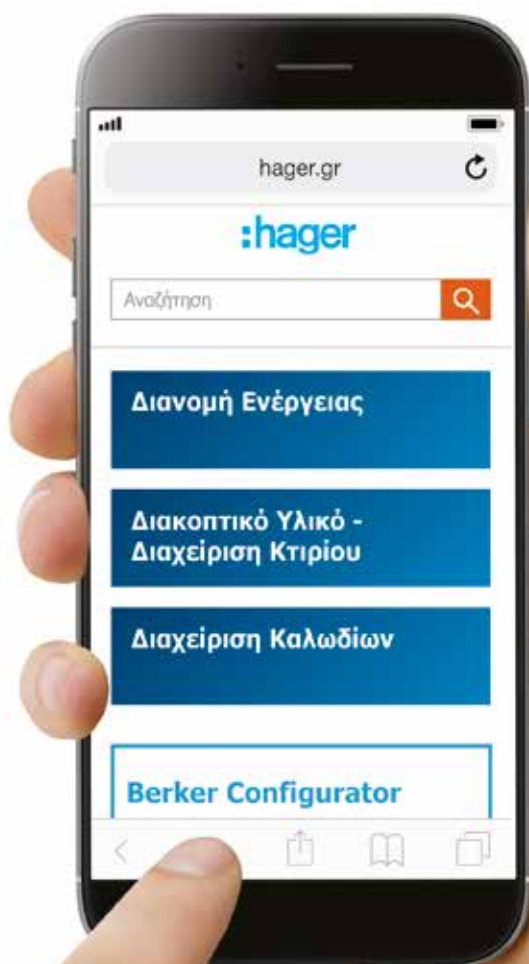 hager.gr
:hager
Αναζήτηση
Διανομή Ενέργειας
Διακοπτικό Υλικό -
Διαχείριση Κτιρίου
Διαχείριση Καλωδίων
Berker Configurator